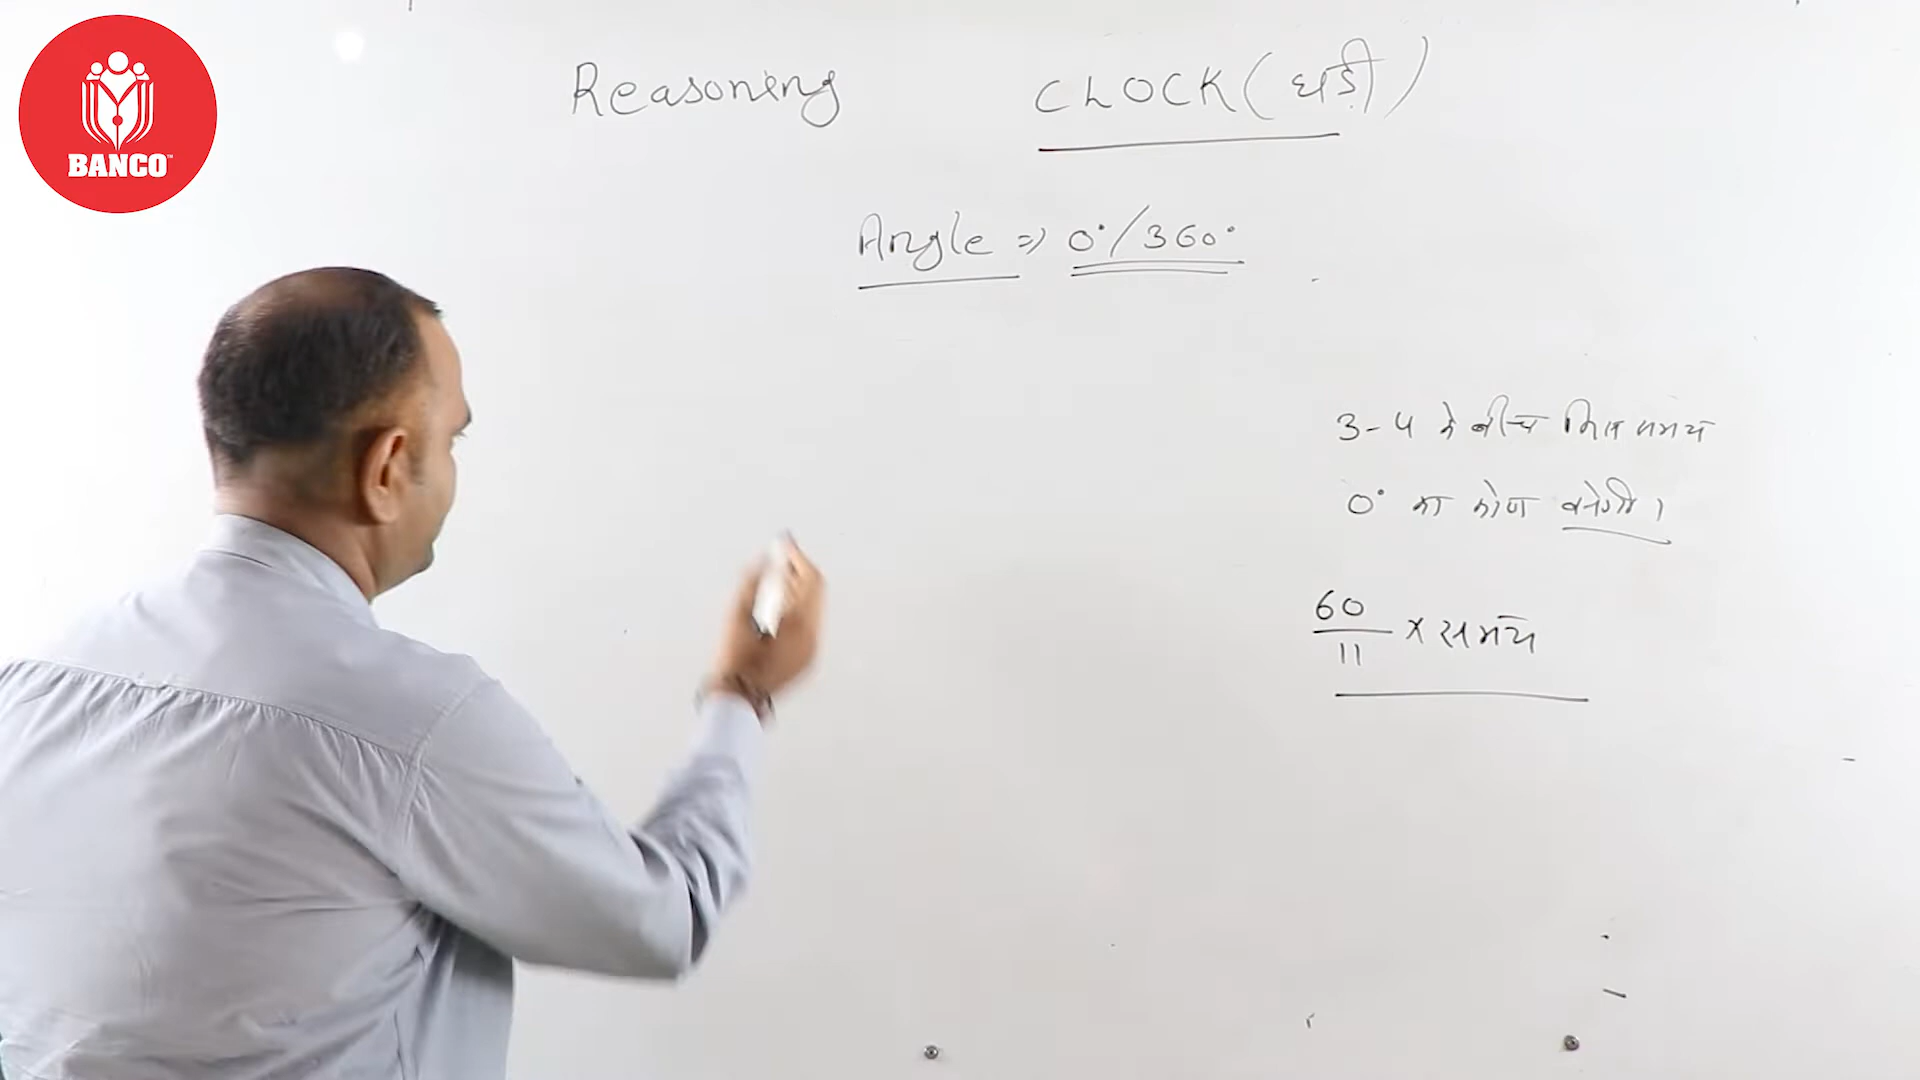 BANCO
Reasoning CLOCK (घड़ी)
Angle ⇒ 0°/360°
3-4 के बीच किस समय
0° का कोण बनेगी।
60/11 × समय